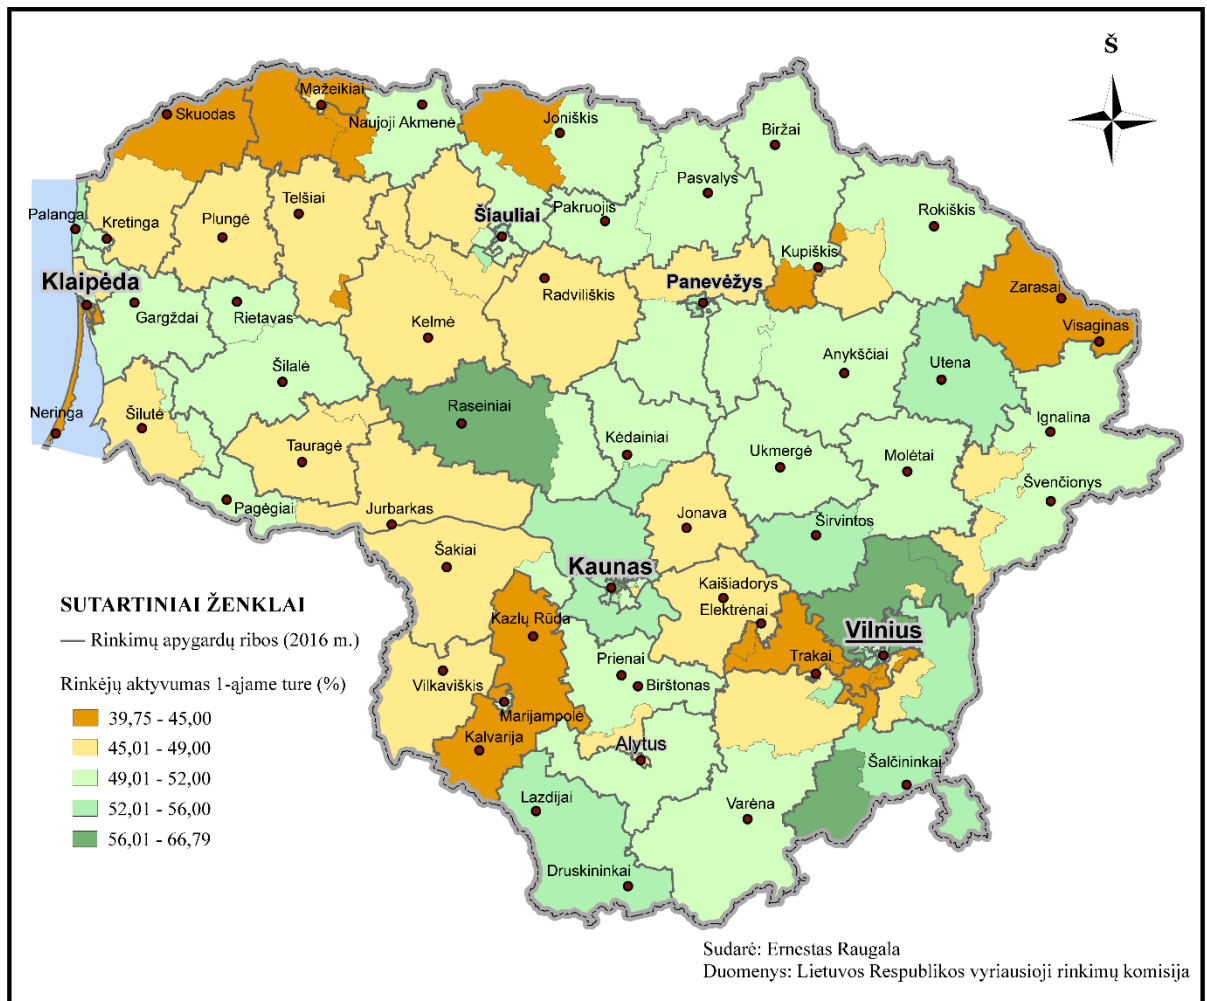 Š
Mažeikiai
Skuodas
Naujoji Akmenė
Joniškis
Biržai
Pasvalys
Telšiai
Palanga
Kretinga
Plungė
Šiauliai
Pakruojis
Rokiškis
Kupiškis
Klaipėda
Panevėžys
Radviliškis
Zarasai
Gargždai
Rietavas
Kelmė
Visaginas
Anykščiai
Utena
Šilalė
Neringa
Šilutė
Raseiniai
Ignalina
Tauragė
Kėdainiai
Ukmergė
Molėtai
Švenčionys
Pagėgiai
Jurbarkas
Jonava
Širvintos
Šakiai
Kaunas
Kaišiadorys
SUTARTINIAI ŽENKLAI
Kazlų Rūda
Elektrėnai
Vilnius
Rinkimų apygardų ribos (2016 m.)
Prienai
Trakai
Rinkėjų aktyvumas 1-ajame ture (%)
Vilkaviškis
Birštonas
39,75 - 45,00
Marijampolė
45,01 - 49,00
Kalvarija
Alytus
49,01 - 52,00
Šalčininkai
52,01 - 56,00
Lazdijai
Varėna
56,01 - 66,79
Druskininkai
Sudarė: Ernestas Raugala
Duomenys: Lietuvos Respublikos vyriausioji rinkimų komisija